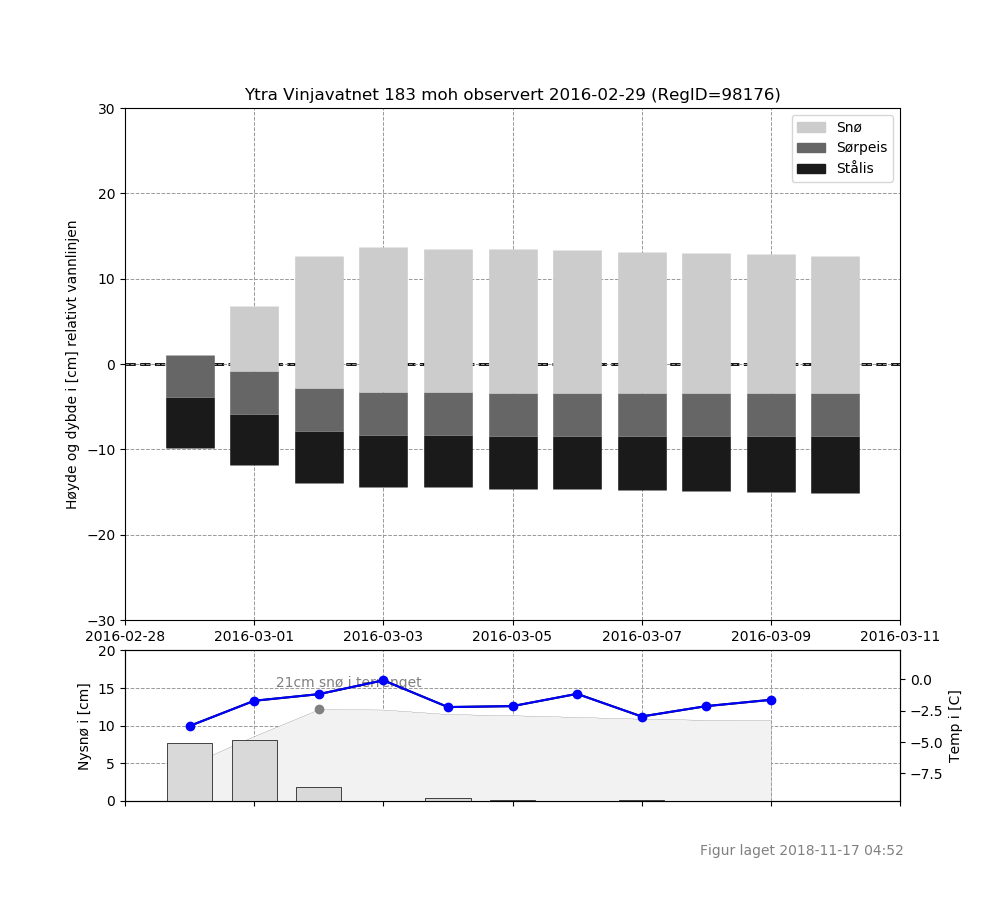 Ytra Vinjavatnet 183 moh observert 2016-02-29 (RegID=98176)
30
20
10
0
−10
−20
−30
Høyde og dybde i [cm] relativt vannlinjen
Snø
Sørpeis
Stålis
2016-02-28 2016-03-01 2016-03-03 2016-03-05 2016-03-07 2016-03-09 2016-03-11
20
15
10
5
0
Nysnø i [cm]
21cm snø i terrenget
0.0
−2.5
−5.0
−7.5
Temp i [C]
Figur laget 2018-11-17 04:52